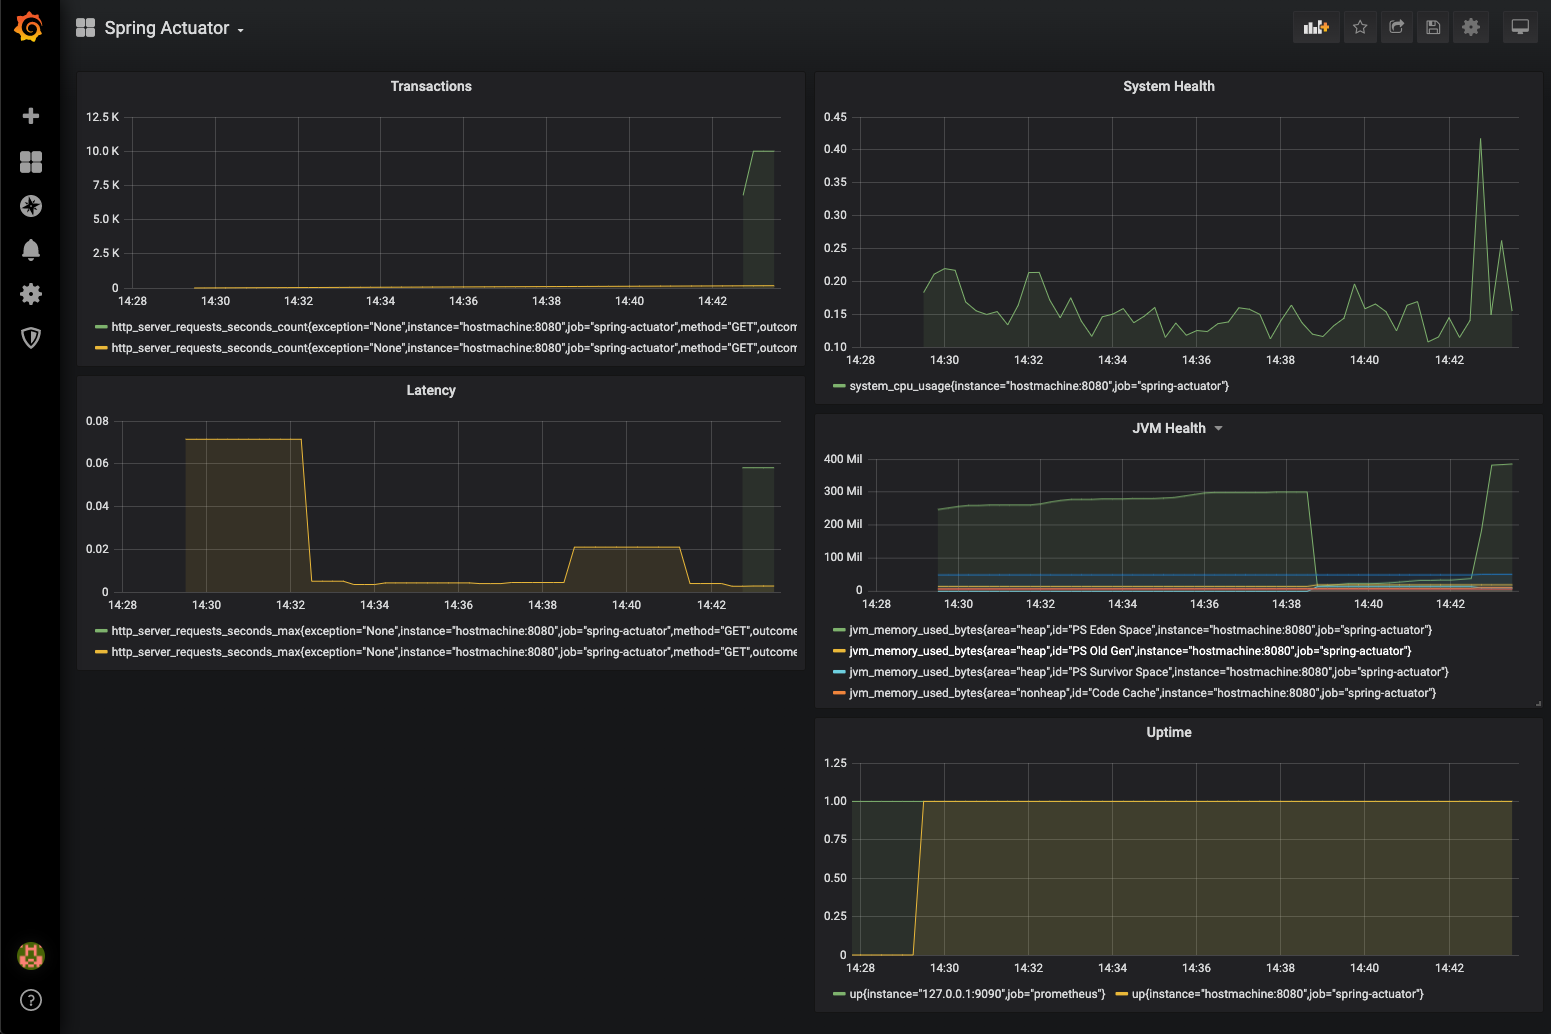 Spring Actuator
Transactions
12.5 K
10.0 K
7.5 K
5.0 K
2.5 K
0
14:28 14:30 14:32 14:34 14:36 14:38 14:40 14:42
http_server_requests_seconds_count{exception="None",instance="hostmachine:8080",job="spring-actuator",method="GET",outcom
http_server_requests_seconds_count{exception="None",instance="hostmachine:8080",job="spring-actuator",method="GET",outcom
Latency
0.08
0.06
0.04
0.02
0
14:28 14:30 14:32 14:34 14:36 14:38 14:40 14:42
http_server_requests_seconds_max{exception="None",instance="hostmachine:8080",job="spring-actuator",method="GET",outcome
http_server_requests_seconds_max{exception="None",instance="hostmachine:8080",job="spring-actuator",method="GET",outcome
System Health
0.45
0.40
0.35
0.30
0.25
0.20
0.15
0.10
14:28 14:30 14:32 14:34 14:36 14:38 14:40 14:42
system_cpu_usage{instance="hostmachine:8080",job="spring-actuator"}
JVM Health
400 Mil
300 Mil
200 Mil
100 Mil
0
14:28 14:30 14:32 14:34 14:36 14:38 14:40 14:42
jvm_memory_used_bytes{area="heap",id="PS Eden Space",instance="hostmachine:8080",job="spring-actuator"}
jvm_memory_used_bytes{area="heap",id="PS Old Gen",instance="hostmachine:8080",job="spring-actuator"}
jvm_memory_used_bytes{area="heap",id="PS Survivor Space",instance="hostmachine:8080",job="spring-actuator"}
jvm_memory_used_bytes{area="nonheap",id="Code Cache",instance="hostmachine:8080",job="spring-actuator"}
Uptime
1.25
1.00
0.75
0.50
0.25
0
14:28 14:30 14:32 14:34 14:36 14:38 14:40 14:42
up{instance="127.0.0.1:9090",job="prometheus"} up{instance="hostmachine:8080",job="spring-actuator"}